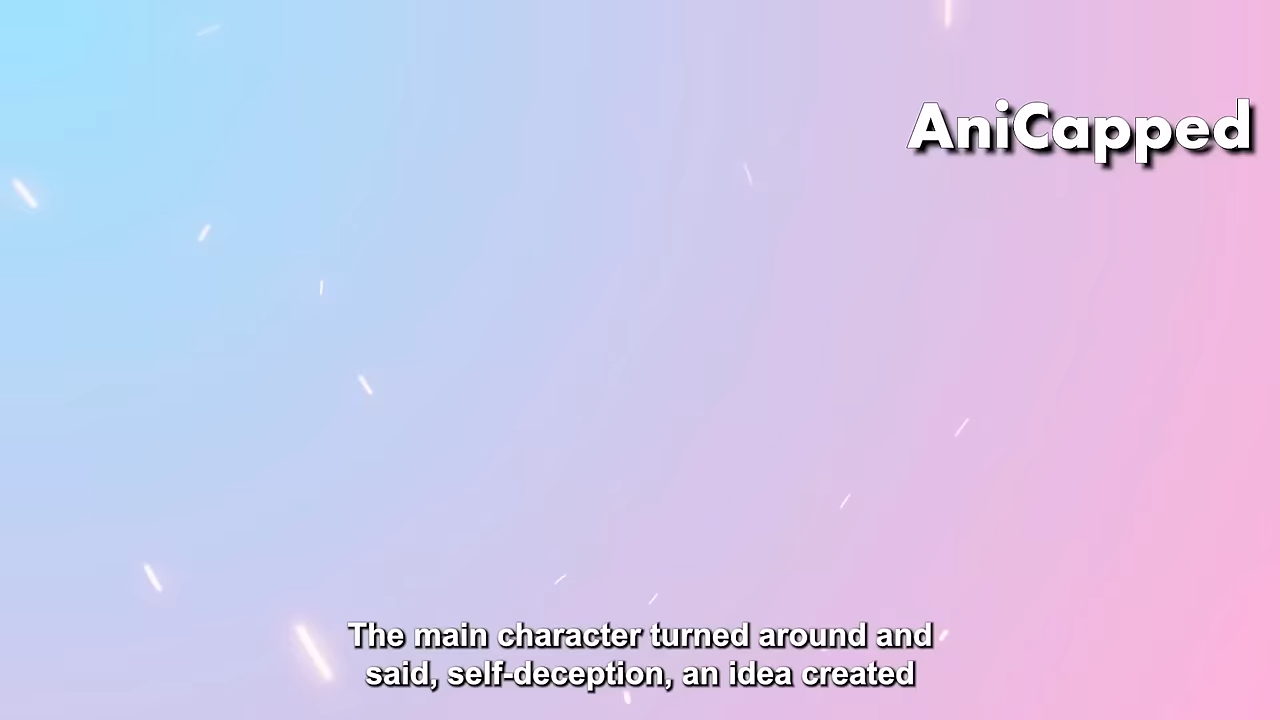 AniCapped
The main character turned around and
said, self-deception, an idea created